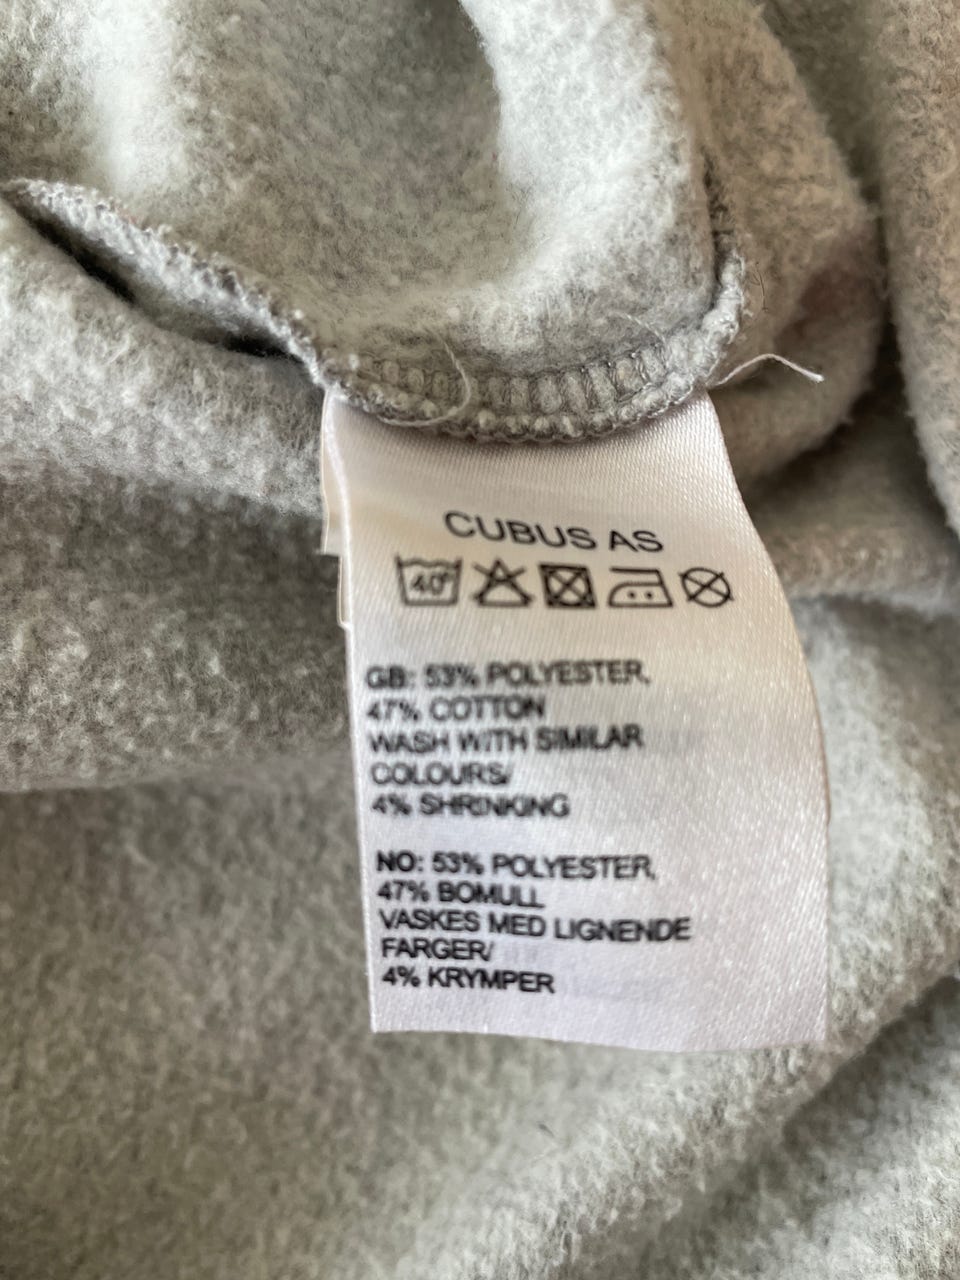 CUBUS AS
40°
GB: 53% POLYESTER,
47% COTTON
WASH WITH SIMILAR
COLOURS/
4% SHRINKING
NO: 53% POLYESTER,
47% BOMULL
VASKES MED LIGNENDE
FARGER/
4% KRYMPER